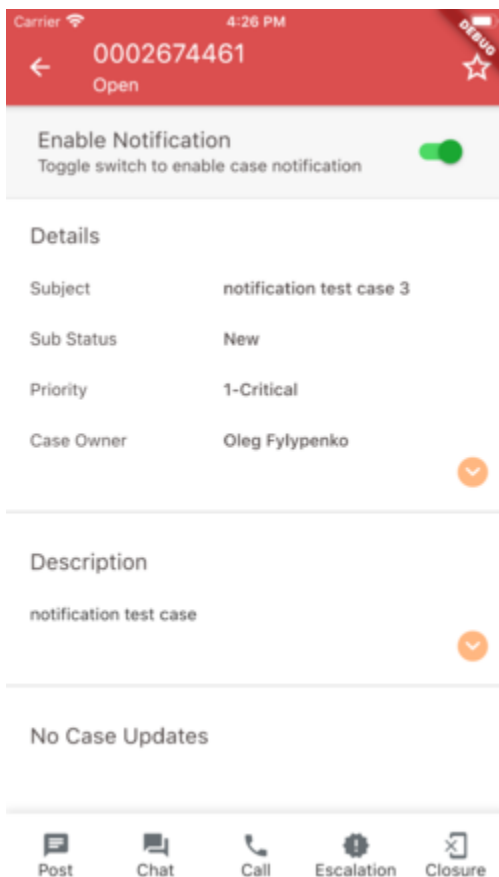 Carrier 4:26 PM
DEBUG
0002674461
Open
Enable Notification
Toggle switch to enable case notification
Details
Subject notification test case 3
Sub Status New
Priority 1-Critical
Case Owner Oleg Fylypenko
Description
notification test case
No Case Updates
Post Chat Call Escalation Closure